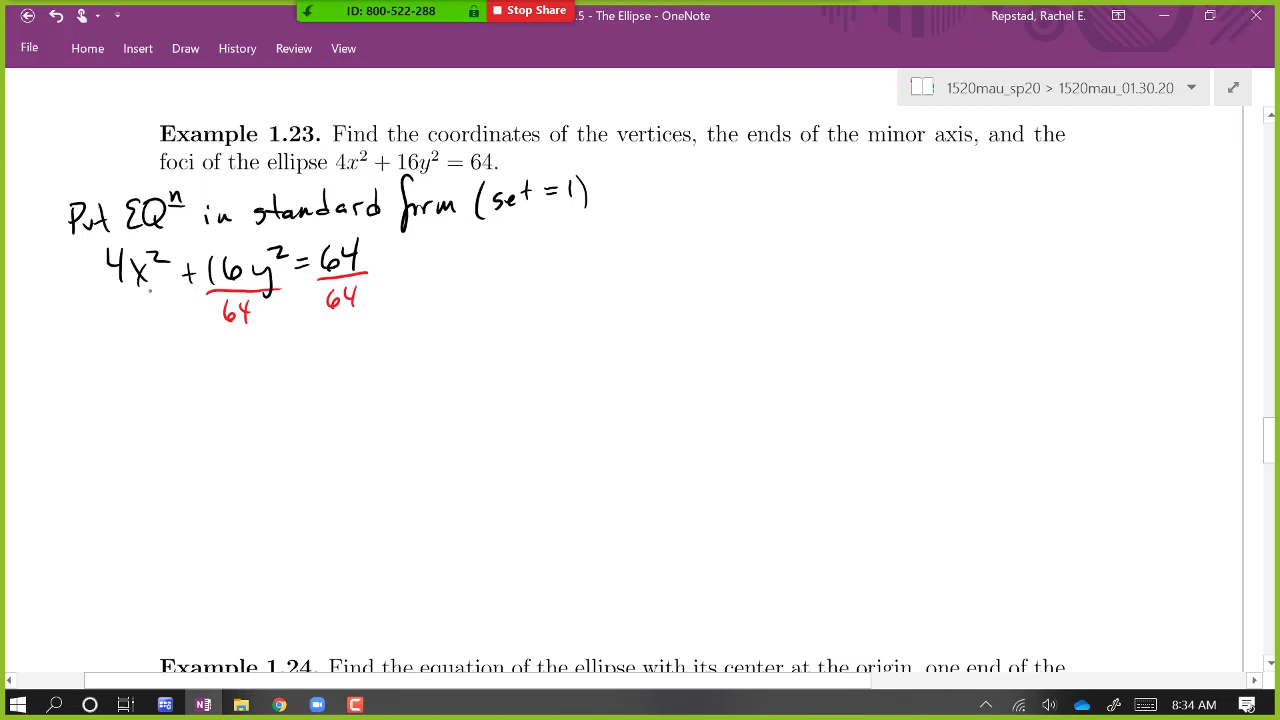 ID: 800-522-288
Stop Share
.5 - The Ellipse - OneNote
Repstad, Rachel E.
File
Home
Insert
Draw
History
Review
View
1520mau_sp20 > 1520mau_01.30.20
Example 1.23. Find the coordinates of the vertices, the ends of the minor axis, and the
foci of the ellipse 4x² + 16y² = 64.
Put EQⁿ in standard form (set = 1)
4x² + 16y² = 64
64 64
Example 1.24. Find the equation of the ellipse with its center at the origin, one end of the
8:34 AM